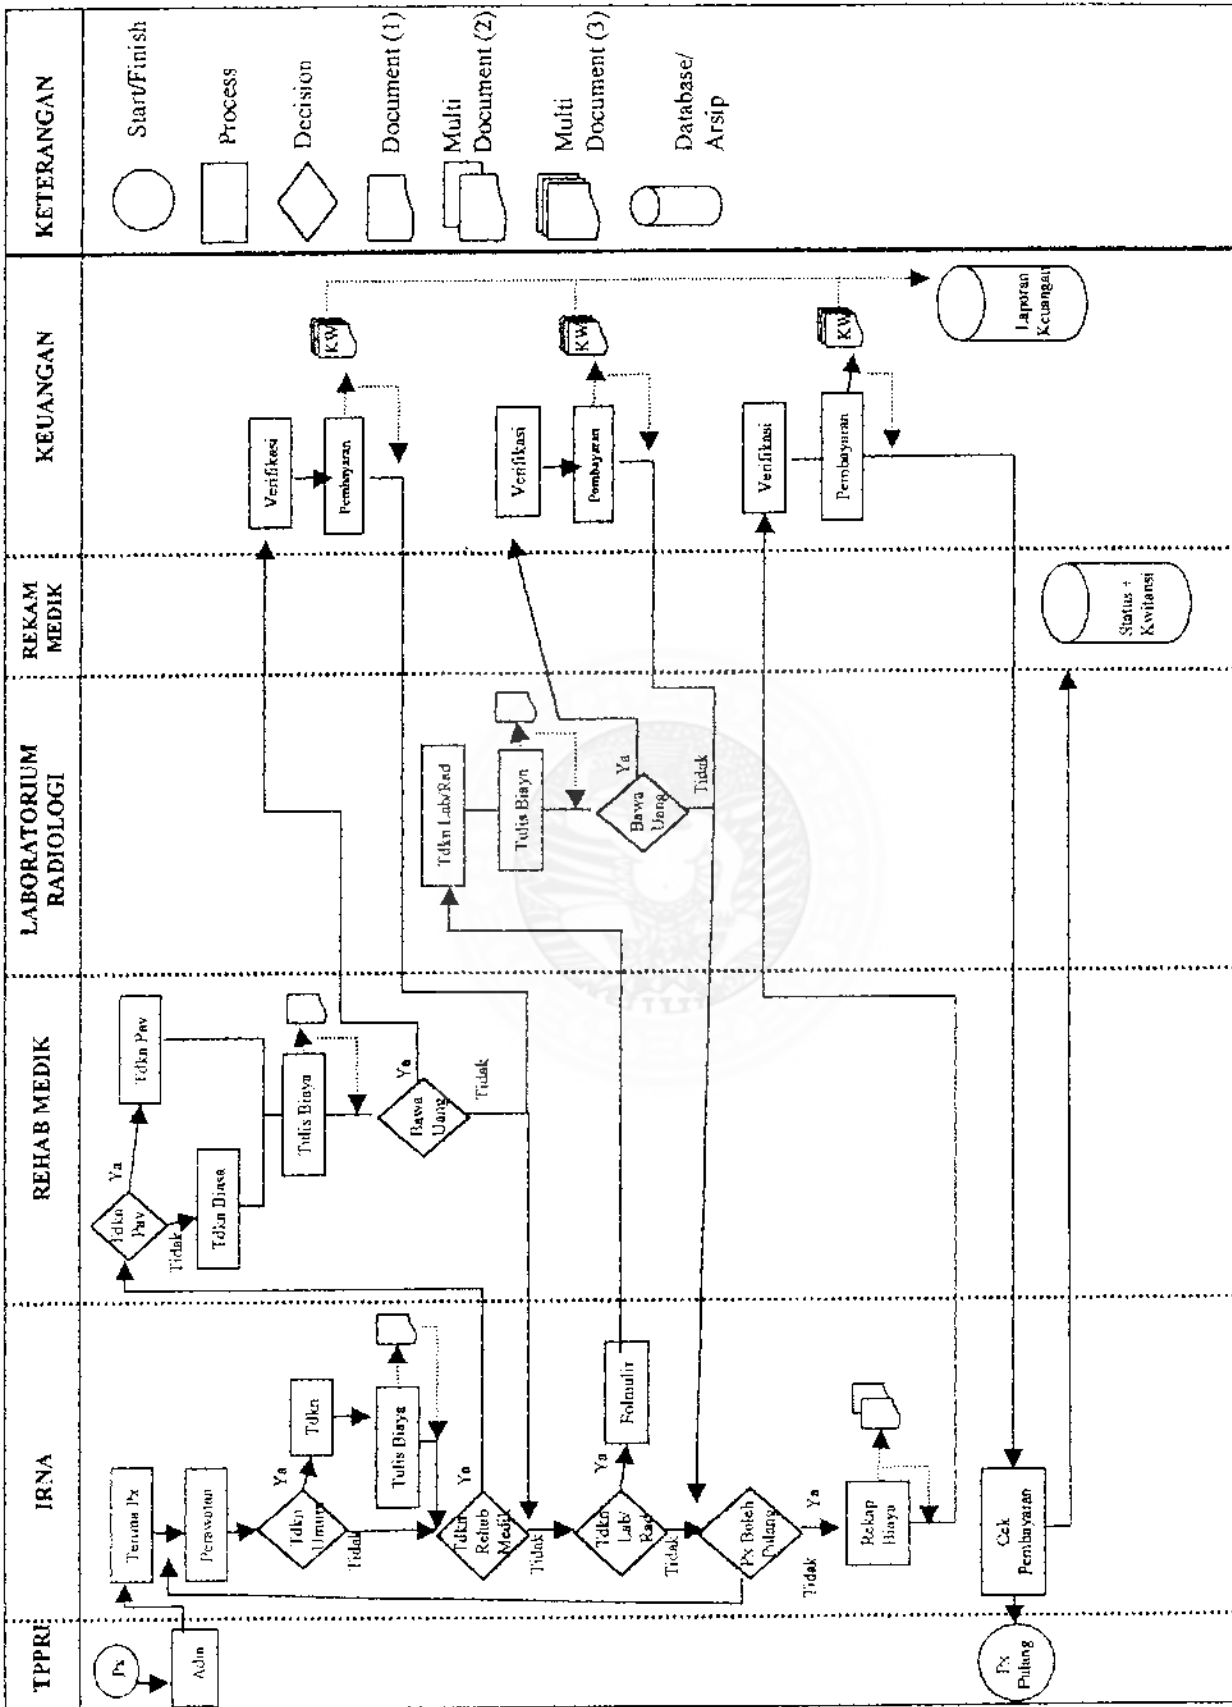 TPPRI
IRNA
REHAB MEDIK
LABORATORIUM
RADIOLOGI
REKAM
MEDIK
KEUANGAN
KETERANGAN
Px
Adm
Px
Pulang
Terima Px
Perawatan
Tdkn
Umum
Ya
Tidak
Tdkn
Tulis Biaya
Tdkn
Rehab
Medik
Ya
Tidak
Tdkn
Lab/
Rad
Ya
Tidak
Folmulir
Px Boleh
Pulang
Ya
Tidak
Rekap
Biaya
Cek
Pembayaran
Tdkn
Pav
Ya
Tidak
Tdkn Pav
Tdkn Biasa
Tulis Biaya
Bawa
Uang
Ya
Tidak
Tdkn Lab/Rad
Tulis Biaya
Bawa
Uang
Ya
Tidak
Status +
Kwitansi
Verifikasi
Pembayaran
KW
Verifikasi
Pembayaran
KW
Verifikasi
Pembayaran
KW
Laporan
Keuangan
Start/Finish
Process
Decision
Document (1)
Multi
Document (2)
Multi
Document (3)
Database/
Arsip